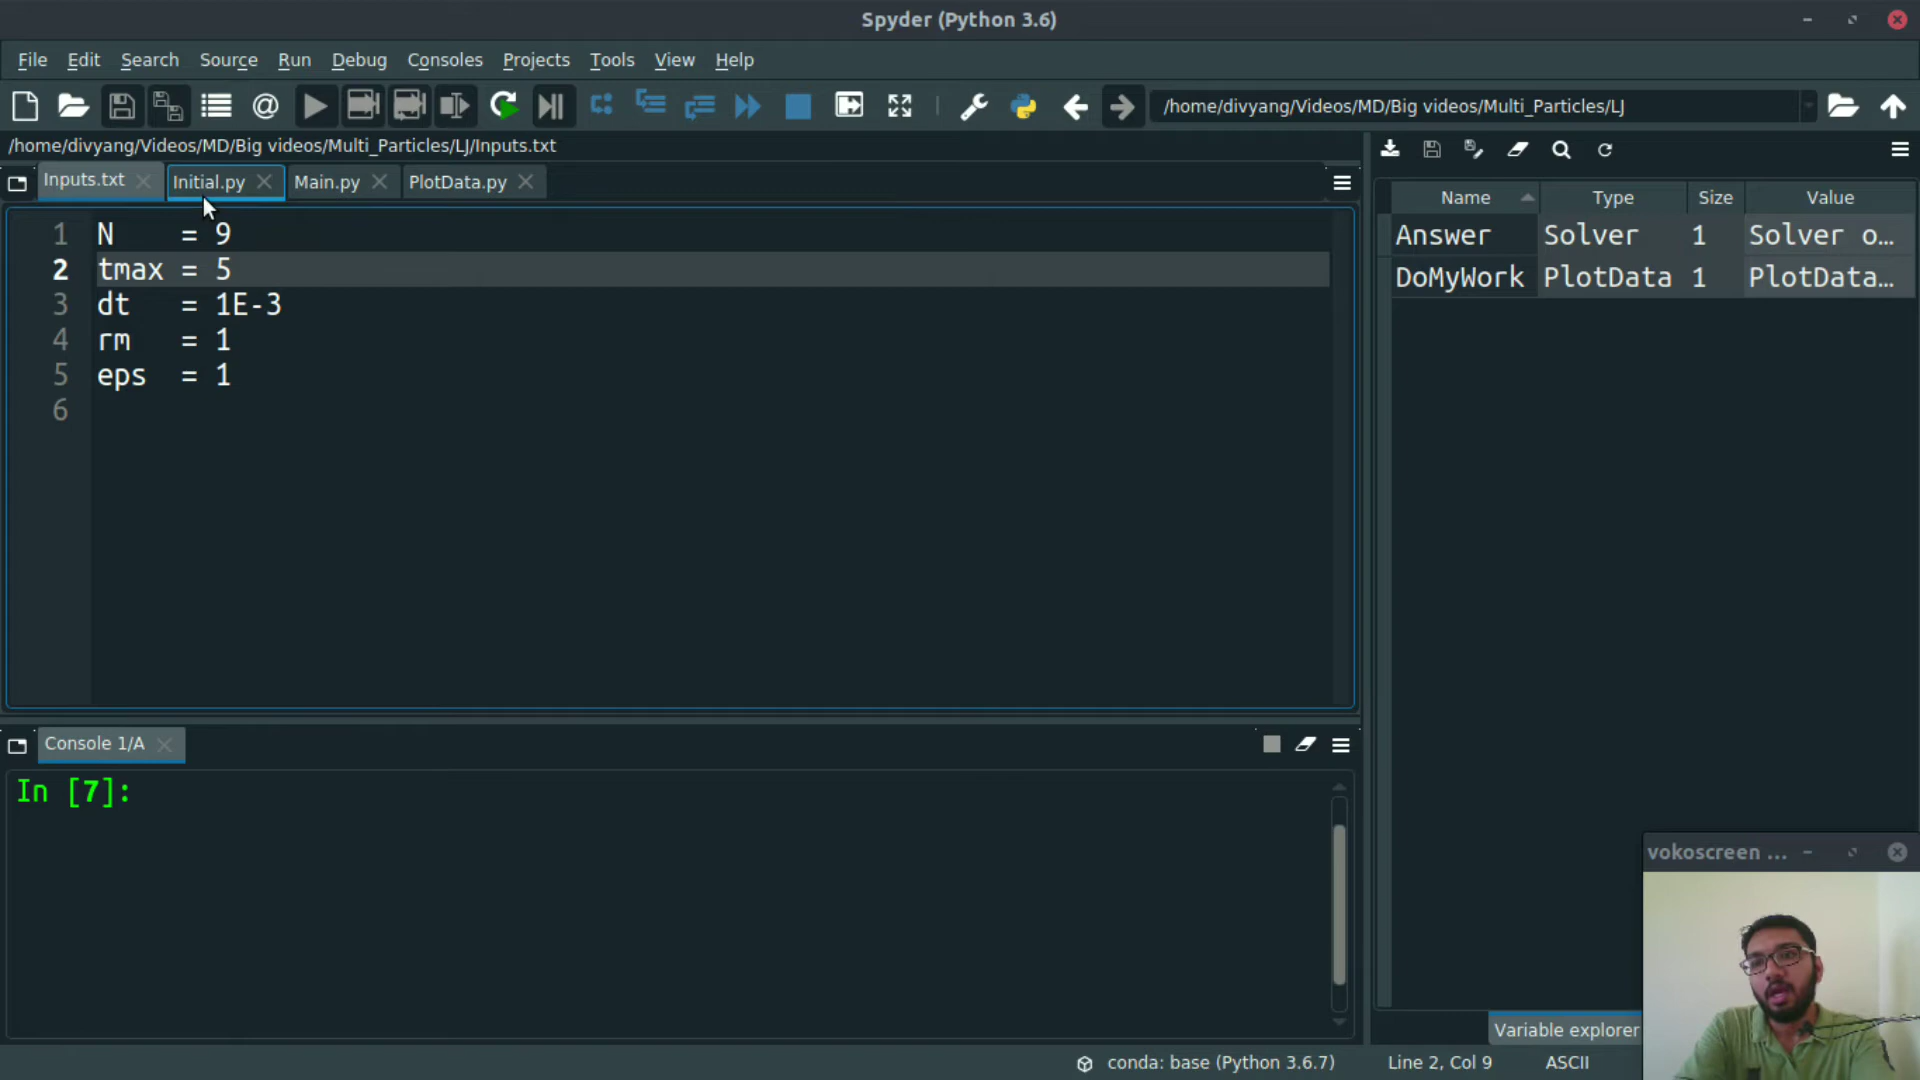 Spyder (Python 3.6)
File Edit Search Source Run Debug Consoles Projects Tools View Help
/home/divyang/Videos/MD/Big videos/Multi_Particles/LJ
/home/divyang/Videos/MD/Big videos/Multi_Particles/LJ/Inputs.txt
Inputs.txt Initial.py Main.py PlotData.py
1 N = 9
2 tmax = 5
3 dt = 1E-3
4 rm = 1
5 eps = 1
6
Name Type Size Value
Answer Solver 1 Solver o...
DoMyWork PlotData 1 PlotData...
Console 1/A
In [7]:
vokoscreen ...
Variable explorer
conda: base (Python 3.6.7) Line 2, Col 9 ASCII